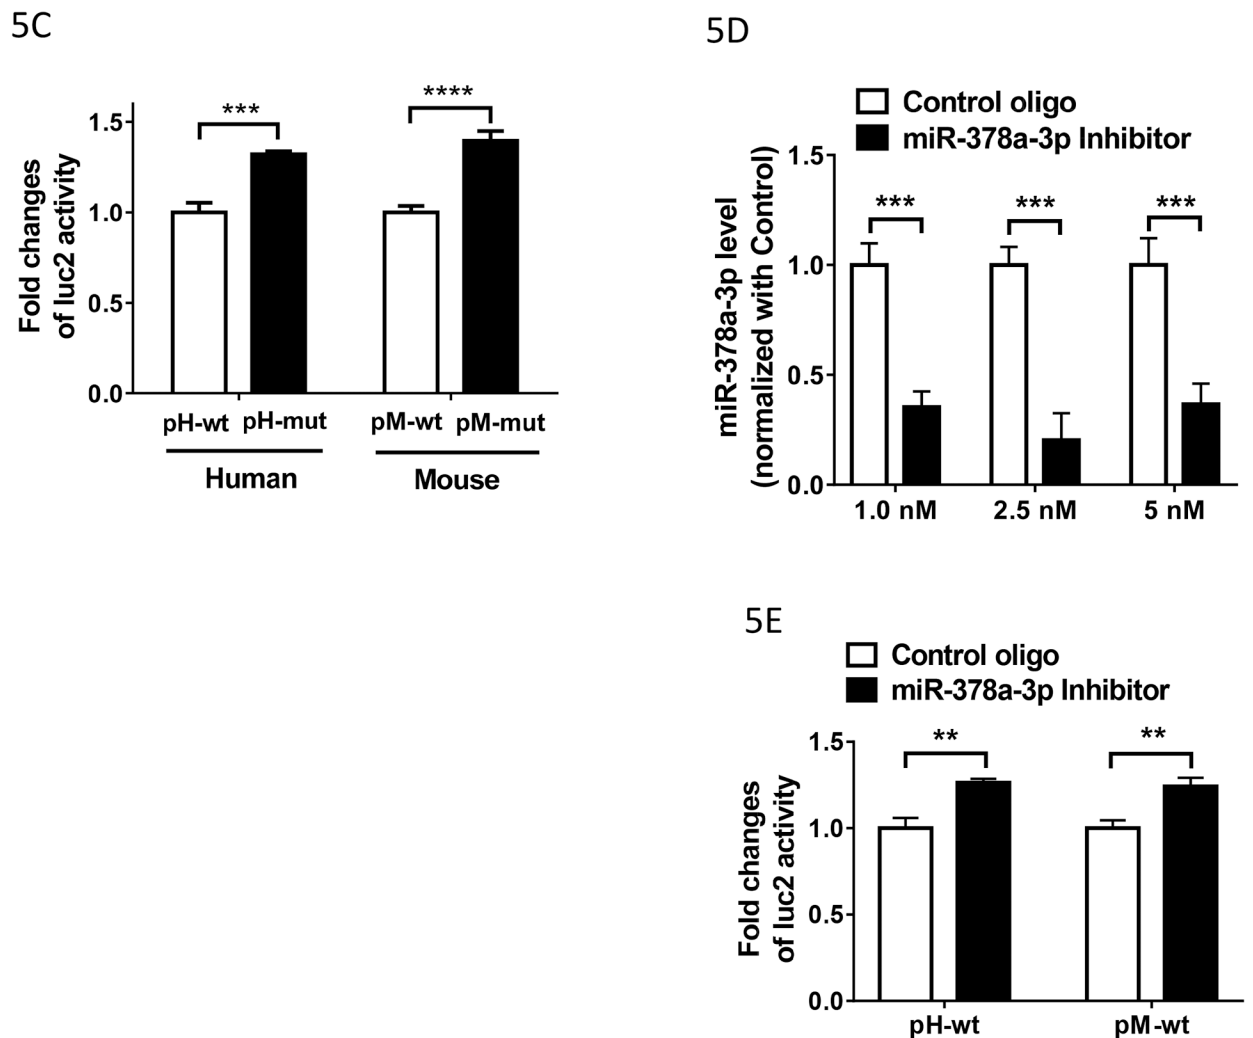 5C
***
****
Fold changes
of luc2 activity
1.5
1.0
0.5
0.0
pH-wt pH-mut
pM-wt pM-mut
Human
Mouse
5D
Control oligo
miR-378a-3p Inhibitor
miR-378a-3p level
(normalized with Control)
1.5
1.0
0.5
0.0
***
***
***
1.0 nM
2.5 nM
5 nM
5E
Control oligo
miR-378a-3p Inhibitor
Fold changes
of luc2 activity
1.5
1.0
0.5
0.0
**
**
pH-wt
pM-wt